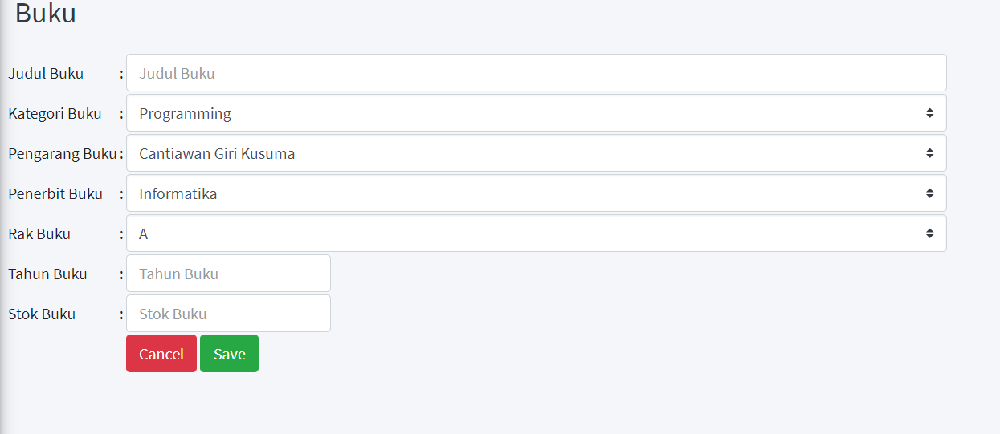 Buku
Judul Buku : Judul Buku
Kategori Buku : Programming
Pengarang Buku : Cantiawan Giri Kusuma
Penerbit Buku : Informatika
Rak Buku : A
Tahun Buku : Tahun Buku
Stok Buku : Stok Buku
Cancel Save